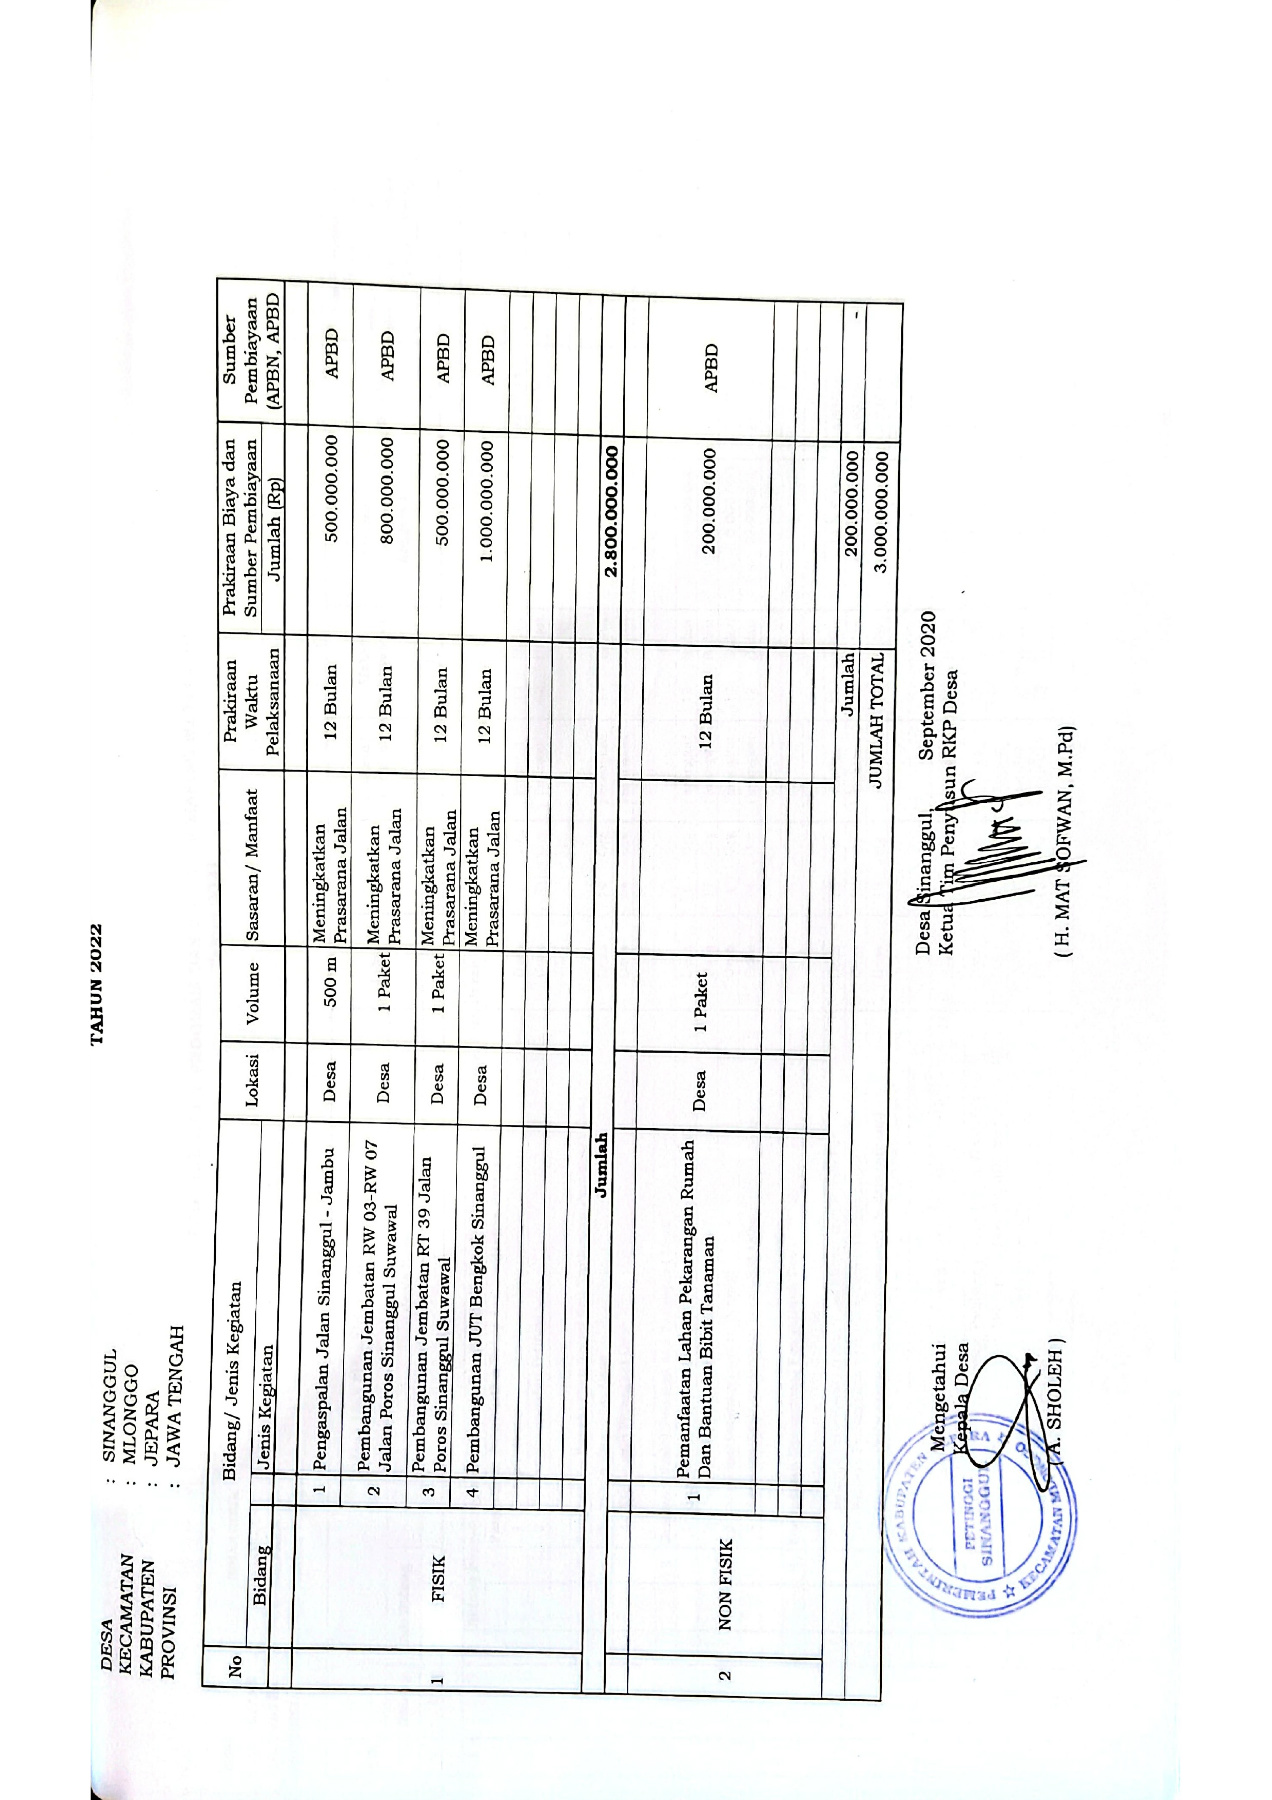 TAHUN 2022
DESA : SINANGGUL
KECAMATAN : MLONGGO
KABUPATEN : JEPARA
PROVINSI : JAWA TENGAH
No Bidang/ Jenis Kegiatan Lokasi Volume Sasaran/ Manfaat Prakiraan Waktu Pelaksanaan Prakiraan Biaya dan Sumber Pembiayaan Sumber Pembiayaan (APBN, APBD
Bidang Jenis Kegiatan Jumlah (Rp)
1 FISIK
1 Pengaspalan Jalan Sinanggul - Jambu Desa 500 m Meningkatkan Prasarana Jalan 12 Bulan 500.000.000 APBD
2 Pembangunan Jembatan RW 03-RW 07 Jalan Poros Sinanggul Suwawal Desa 1 Paket Meningkatkan Prasarana Jalan 12 Bulan 800.000.000 APBD
3 Pembangunan Jembatan RT 39 Jalan Poros Sinanggul Suwawal Desa 1 Paket Meningkatkan Prasarana Jalan 12 Bulan 500.000.000 APBD
4 Pembangunan JUT Bengkok Sinanggul Desa Meningkatkan Prasarana Jalan 12 Bulan 1.000.000.000 APBD
Jumlah 2.800.000.000
2 NON FISIK
1 Pemanfaatan Lahan Pekarangan Rumah Dan Bantuan Bibit Tanaman Desa 1 Paket 12 Bulan 200.000.000 APBD
Jumlah 200.000.000 -
JUMLAH TOTAL 3.000.000.000
Desa Sinanggul, September 2020
Mengetahui Ketua Tim Penyusun RKP Desa
Kepala Desa
PEMERINTAH KABUPATEN JEPARA
PETINGGI
SINANGGUL
KECAMATAN MLONGGO
( A. SHOLEH ) ( H. MAT SOFWAN, M.Pd)